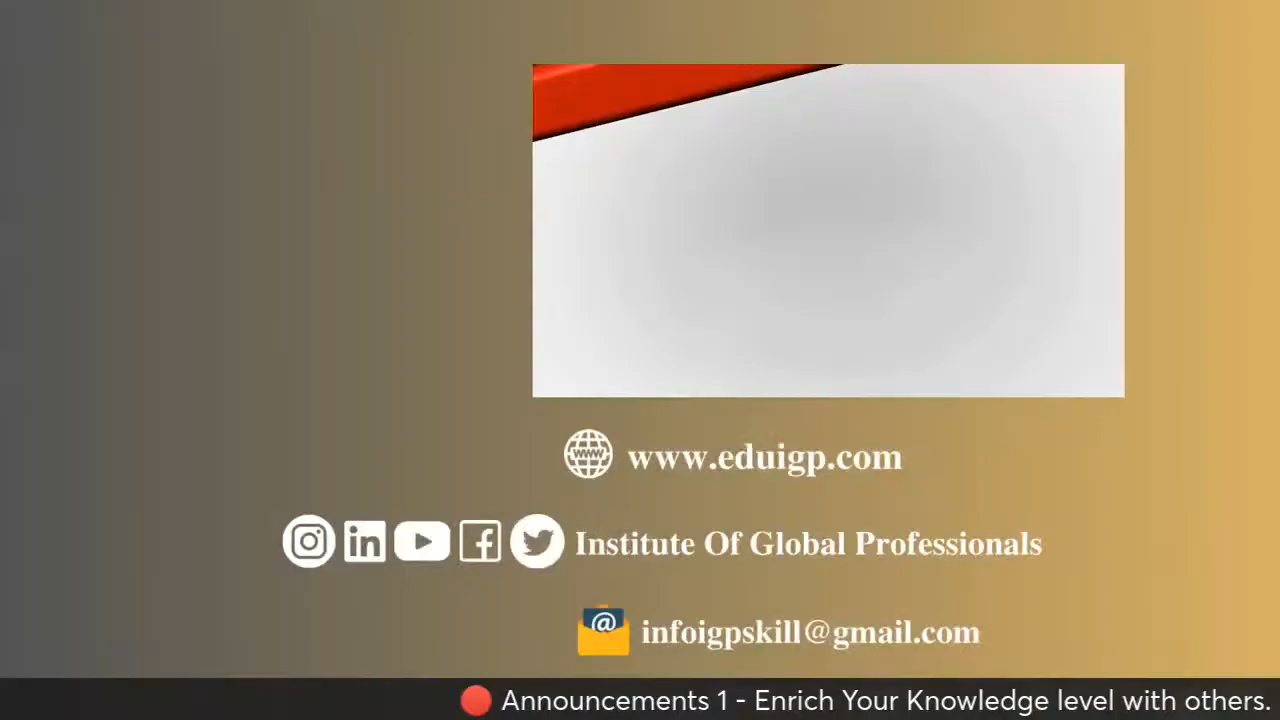 www.eduigp.com
Institute Of Global Professionals
infoigpskill@gmail.com
🔴 Announcements 1 - Enrich Your Knowledge level with others.